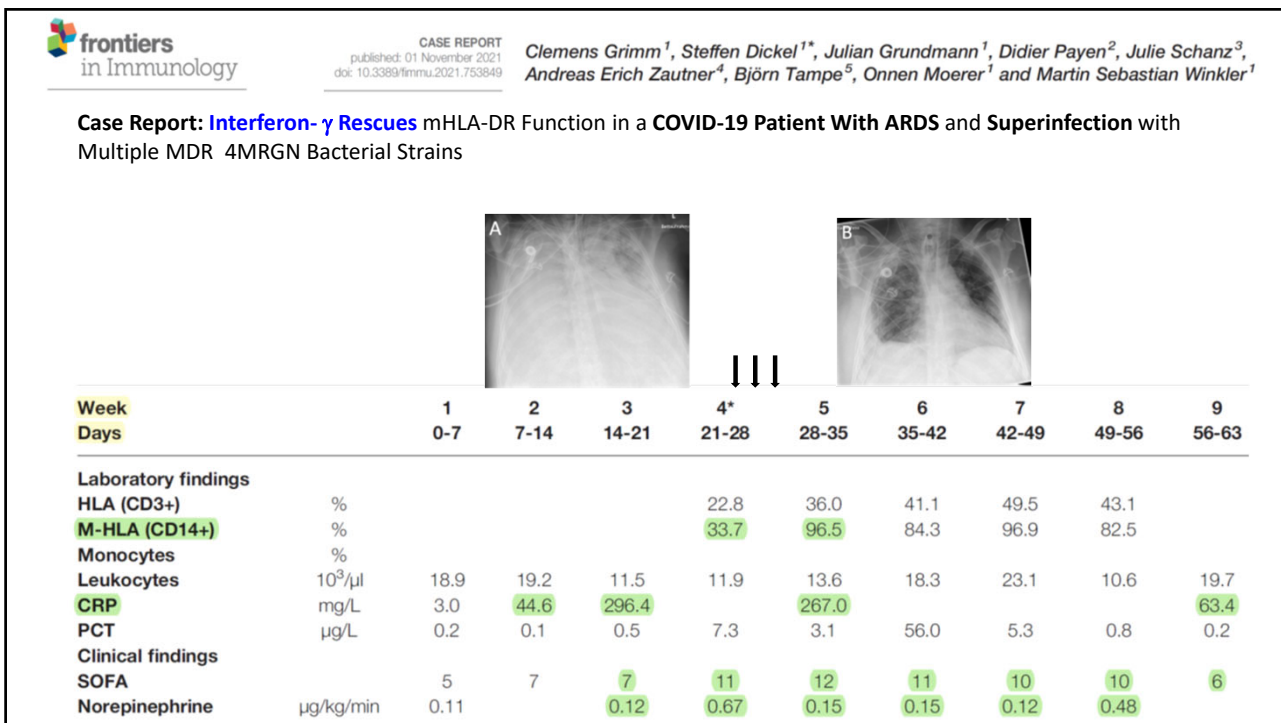 frontiers
in Immunology
CASE REPORT
published: 01 November 2021
doi: 10.3389/fimmu.2021.753849
Clemens Grimm¹, Steffen Dickel¹*, Julian Grundmann¹, Didier Payen², Julie Schanz³,
Andreas Erich Zautner⁴, Björn Tampe⁵, Onnen Moerer¹ and Martin Sebastian Winkler¹
Case Report: Interferon- γ Rescues mHLA-DR Function in a COVID-19 Patient With ARDS and Superinfection with
Multiple MDR 4MRGN Bacterial Strains
A
B
Week 1 2 3 4* 5 6 7 8 9
Days 0-7 7-14 14-21 21-28 28-35 35-42 42-49 49-56 56-63
Laboratory findings
HLA (CD3+) % 22.8 36.0 41.1 49.5 43.1
M-HLA (CD14+) % 33.7 96.5 84.3 96.9 82.5
Monocytes %
Leukocytes 10³/µl 18.9 19.2 11.5 11.9 13.6 18.3 23.1 10.6 19.7
CRP mg/L 3.0 44.6 296.4 267.0 63.4
PCT µg/L 0.2 0.1 0.5 7.3 3.1 56.0 5.3 0.8 0.2
Clinical findings
SOFA 5 7 7 11 12 11 10 10 6
Norepinephrine µg/kg/min 0.11 0.12 0.67 0.15 0.15 0.12 0.48